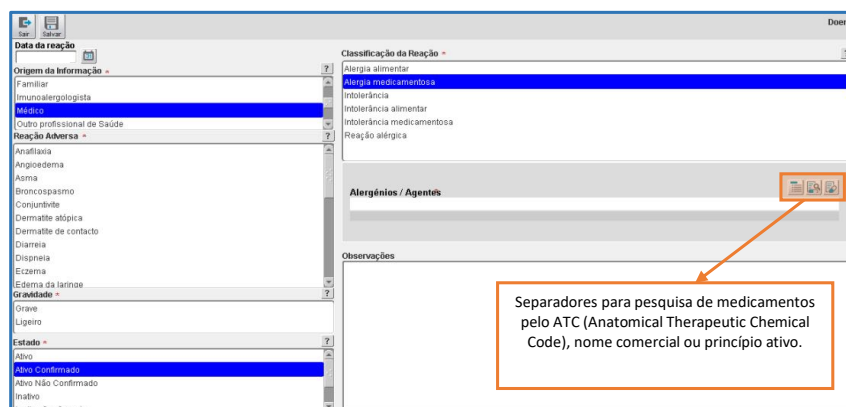 Sair Salvar
Doen
Data da reação
Origem da Informação * ?
Familiar
Imunoalergologista
Médico
Outro profissional de Saúde
Reação Adversa * ?
Anafilaxia
Angioedema
Asma
Broncospasmo
Conjuntivite
Dermatite atópica
Dermatite de contacto
Diarreia
Dispneia
Eczema
Edema da laringe
Gravidade * ?
Grave
Ligeiro
Estado * ?
Ativo
Ativo Confirmado
Ativo Não Confirmado
Inativo
Classificação da Reação *
Alergia alimentar
Alergia medicamentosa
Intolerância
Intolerância alimentar
Intolerância medicamentosa
Reação alérgica
Alergénios / Agentes*
Observações
Separadores para pesquisa de medicamentos
pelo ATC (Anatomical Therapeutic Chemical
Code), nome comercial ou princípio ativo.